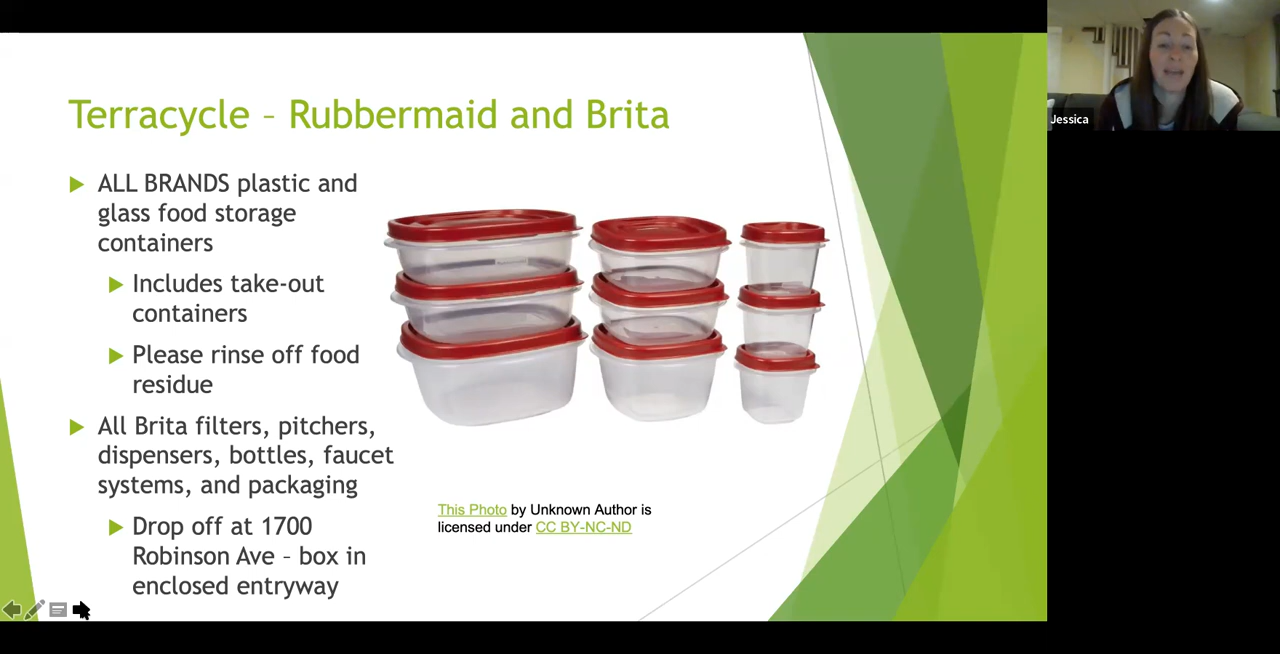 Terracycle – Rubbermaid and Brita
ALL BRANDS plastic and
glass food storage
containers
Includes take-out
containers
Please rinse off food
residue
All Brita filters, pitchers,
dispensers, bottles, faucet
systems, and packaging
Drop off at 1700
Robinson Ave – box in
enclosed entryway
This Photo by Unknown Author is
licensed under CC BY-NC-ND
Jessica